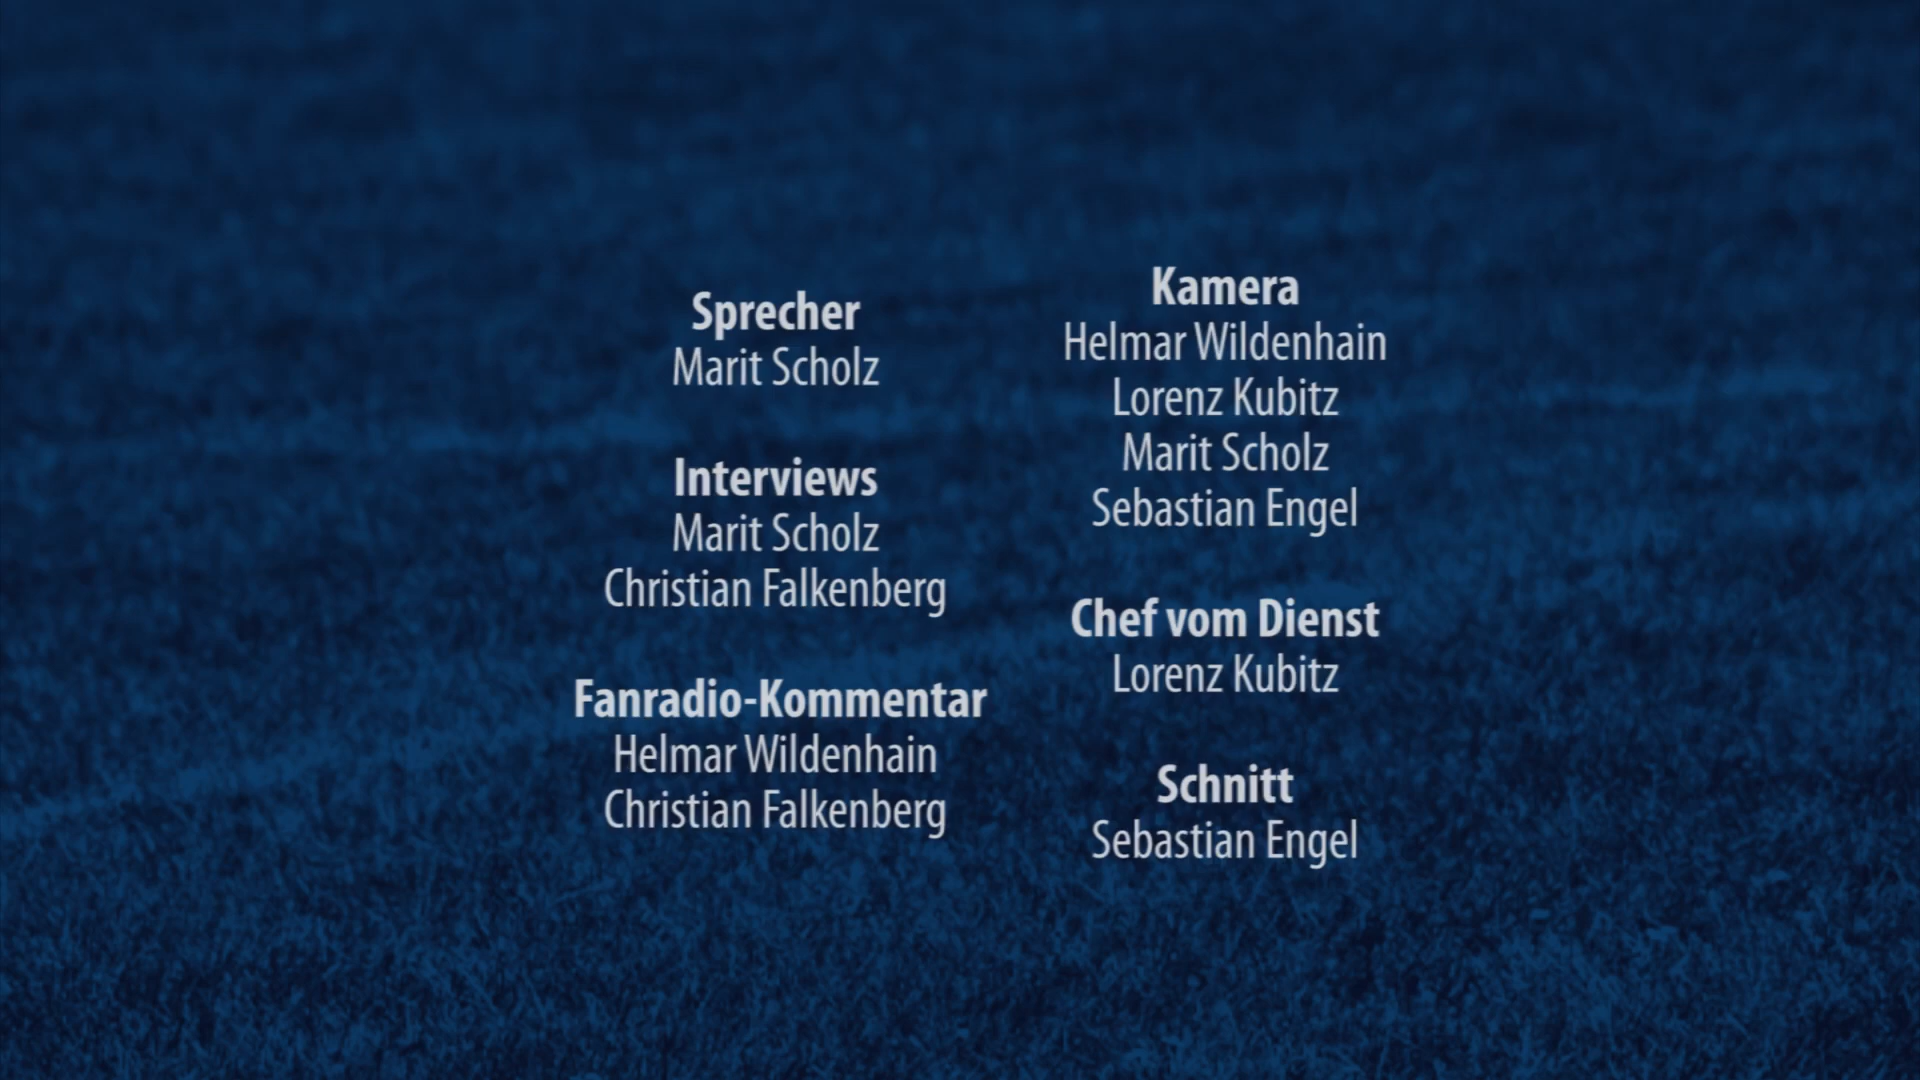 Sprecher
Marit Scholz
Interviews
Marit Scholz
Christian Falkenberg
Fanradio-Kommentar
Helmar Wildenhain
Christian Falkenberg
Kamera
Helmar Wildenhain
Lorenz Kubitz
Marit Scholz
Sebastian Engel
Chef vom Dienst
Lorenz Kubitz
Schnitt
Sebastian Engel